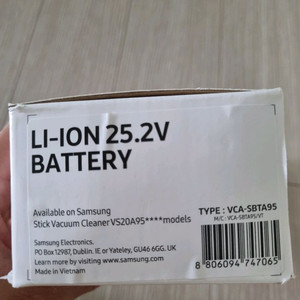 LI-ION 25.2V
BATTERY
Available on Samsung
Stick Vacuum Cleaner VS20A95****models
TYPE : VCA-SBTA95
M/C : VCA-SBTA95/VT
Samsung Electronics.
PO Box 12987, Dublin. IE or Yateley, GU46 6GG. UK
Learn more by visiting www.samsung.com
Made in Vietnam
8 806094 747065